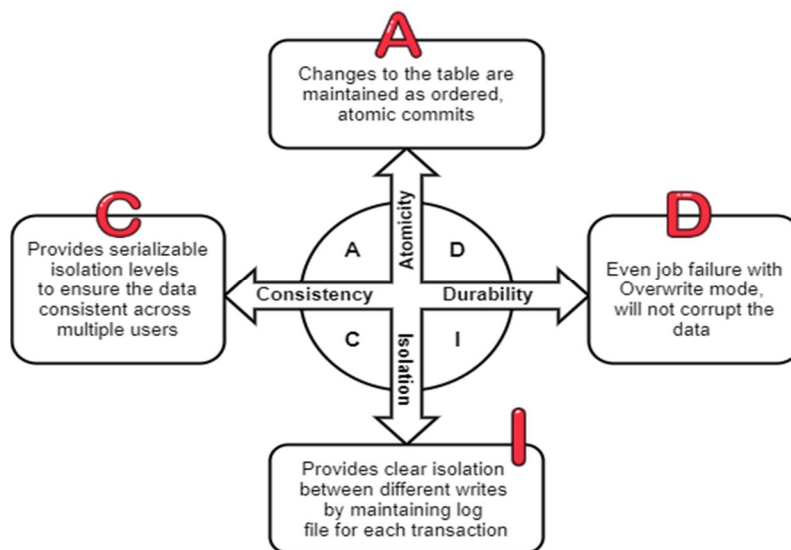 A
Changes to the table are
maintained as ordered,
atomic commits
C
Provides serializable
isolation levels
to ensure the data
consistent across
multiple users
A
Atomicity
D
Consistency
Durability
C
Isolation
I
D
Even job failure with
Overwrite mode,
will not corrupt the
data
I
Provides clear isolation
between different writes
by maintaining log
file for each transaction